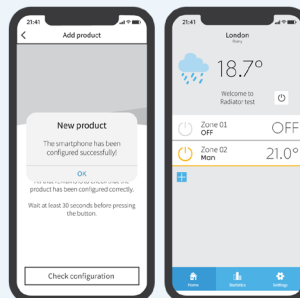 21:41
Add product
New product
The smartphone has been
configured successfully!
OK
product has been configured correctly.
Wait at least 30 seconds before pressing
the button.
Check configuration
21:41
London
Rainy
18.7°
Welcome to
Radiator test
Zone 01
OFF
OFF
Zone 02
Man
21.0°
Home
Statistics
Settings